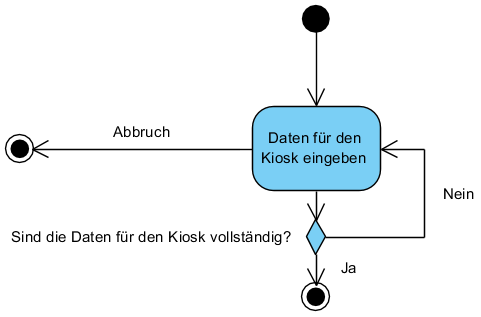 Daten für den
Kiosk eingeben
Abbruch
Nein
Sind die Daten für den Kiosk vollständig?
Ja